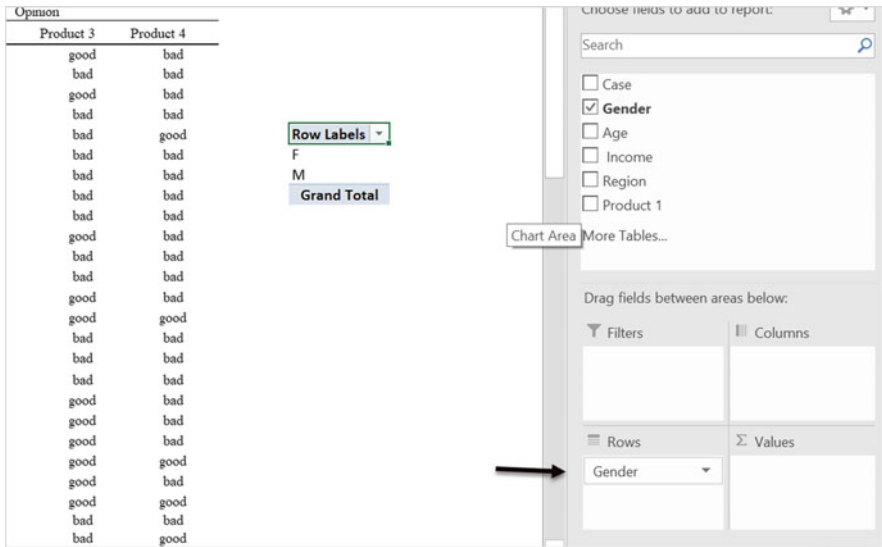 Opinion
Product 3 Product 4
good bad
bad bad
good bad
bad bad
bad good
bad bad
bad bad
bad bad
bad bad
good bad
bad bad
bad bad
good bad
good good
bad bad
bad bad
bad bad
good bad
good bad
good bad
good good
good bad
good good
bad bad
bad good
Row Labels
F
M
Grand Total
Chart Area
Choose fields to add to report:
Search
Case
Gender
Age
Income
Region
Product 1
More Tables...
Drag fields between areas below:
Filters
Columns
Rows
Σ Values
Gender